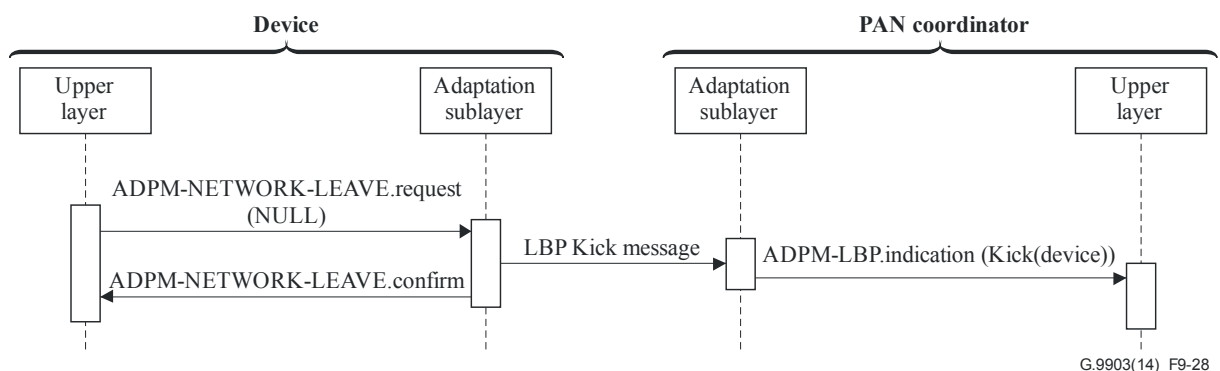 Device
PAN coordinator
Upper
layer
Adaptation
sublayer
Adaptation
sublayer
Upper
layer
ADPM-NETWORK-LEAVE.request
(NULL)
LBP Kick message
ADPM-LBP.indication (Kick(device))
ADPM-NETWORK-LEAVE.confirm
G.9903(14)_F9-28